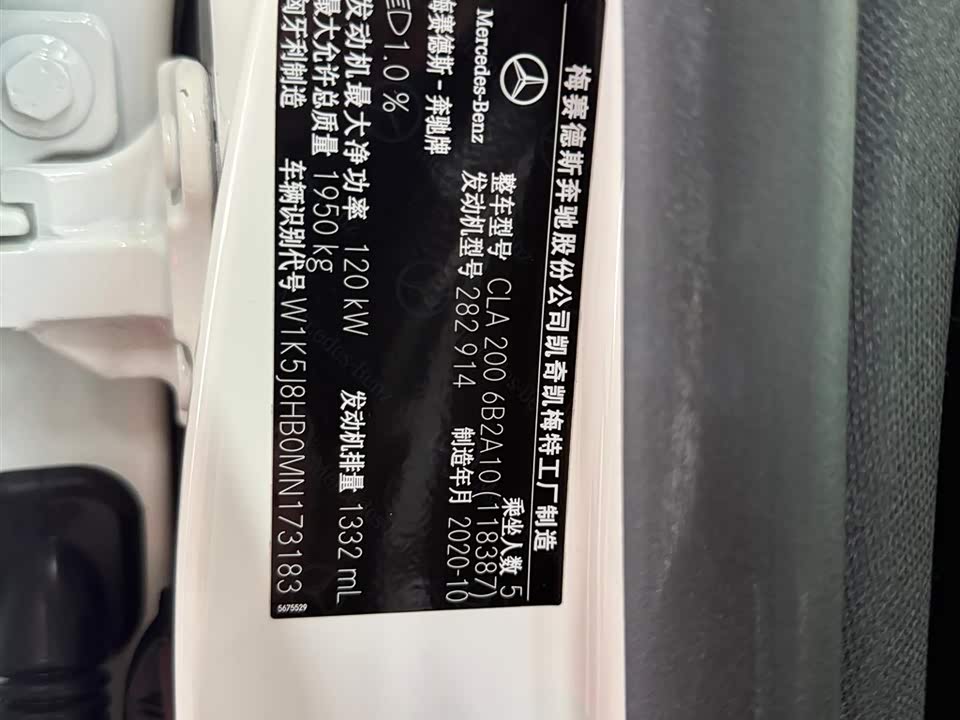 梅赛德斯奔驰股份公司凯奇凯梅特工厂制造
Mercedes-Benz
整车型号 CLA 200 6B2A10(118387)
乘坐人数 5
发动机型号 282 914
制造年月 2020-10
梅赛德斯-奔驰牌
1.0 %
发动机最大净功率 120 kW
发动机排量 1332 mL
最大允许总质量 1950 kg
匈牙利制造
车辆识别代号 W1K5J8HB0MN173183
5675529